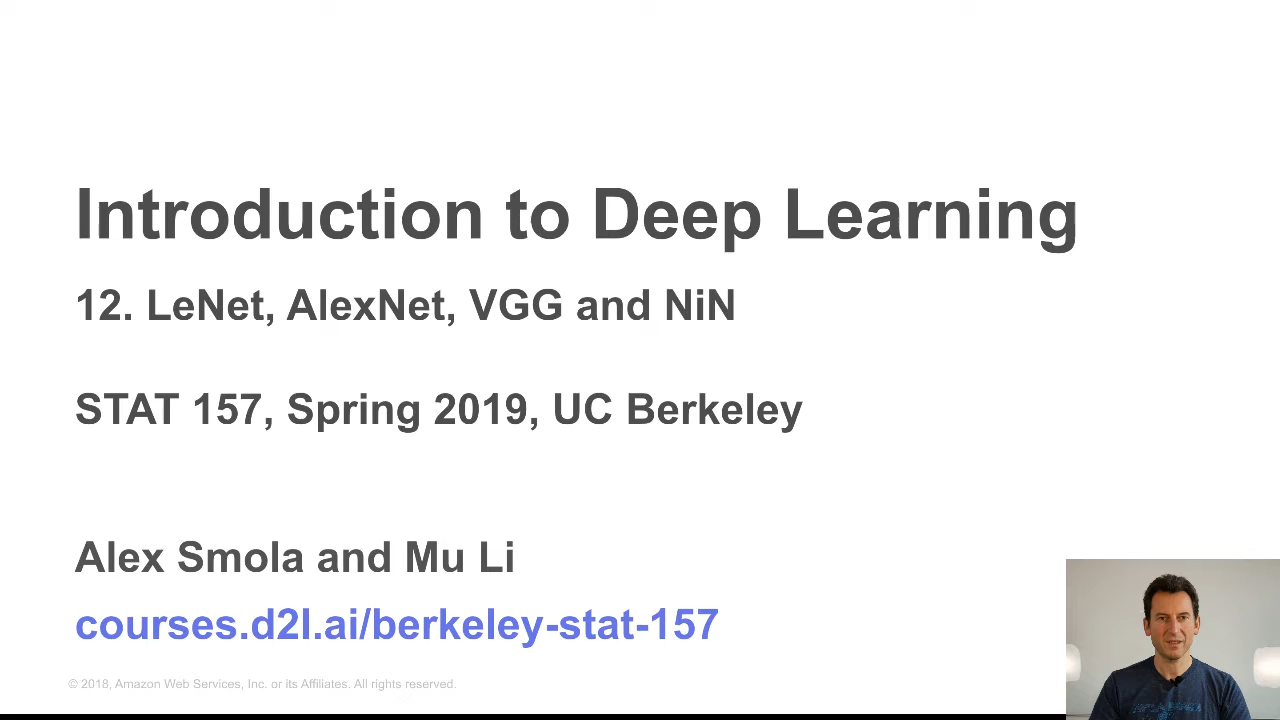 Introduction to Deep Learning
12. LeNet, AlexNet, VGG and NiN
STAT 157, Spring 2019, UC Berkeley
Alex Smola and Mu Li
courses.d2l.ai/berkeley-stat-157
© 2018, Amazon Web Services, Inc. or its Affiliates. All rights reserved.